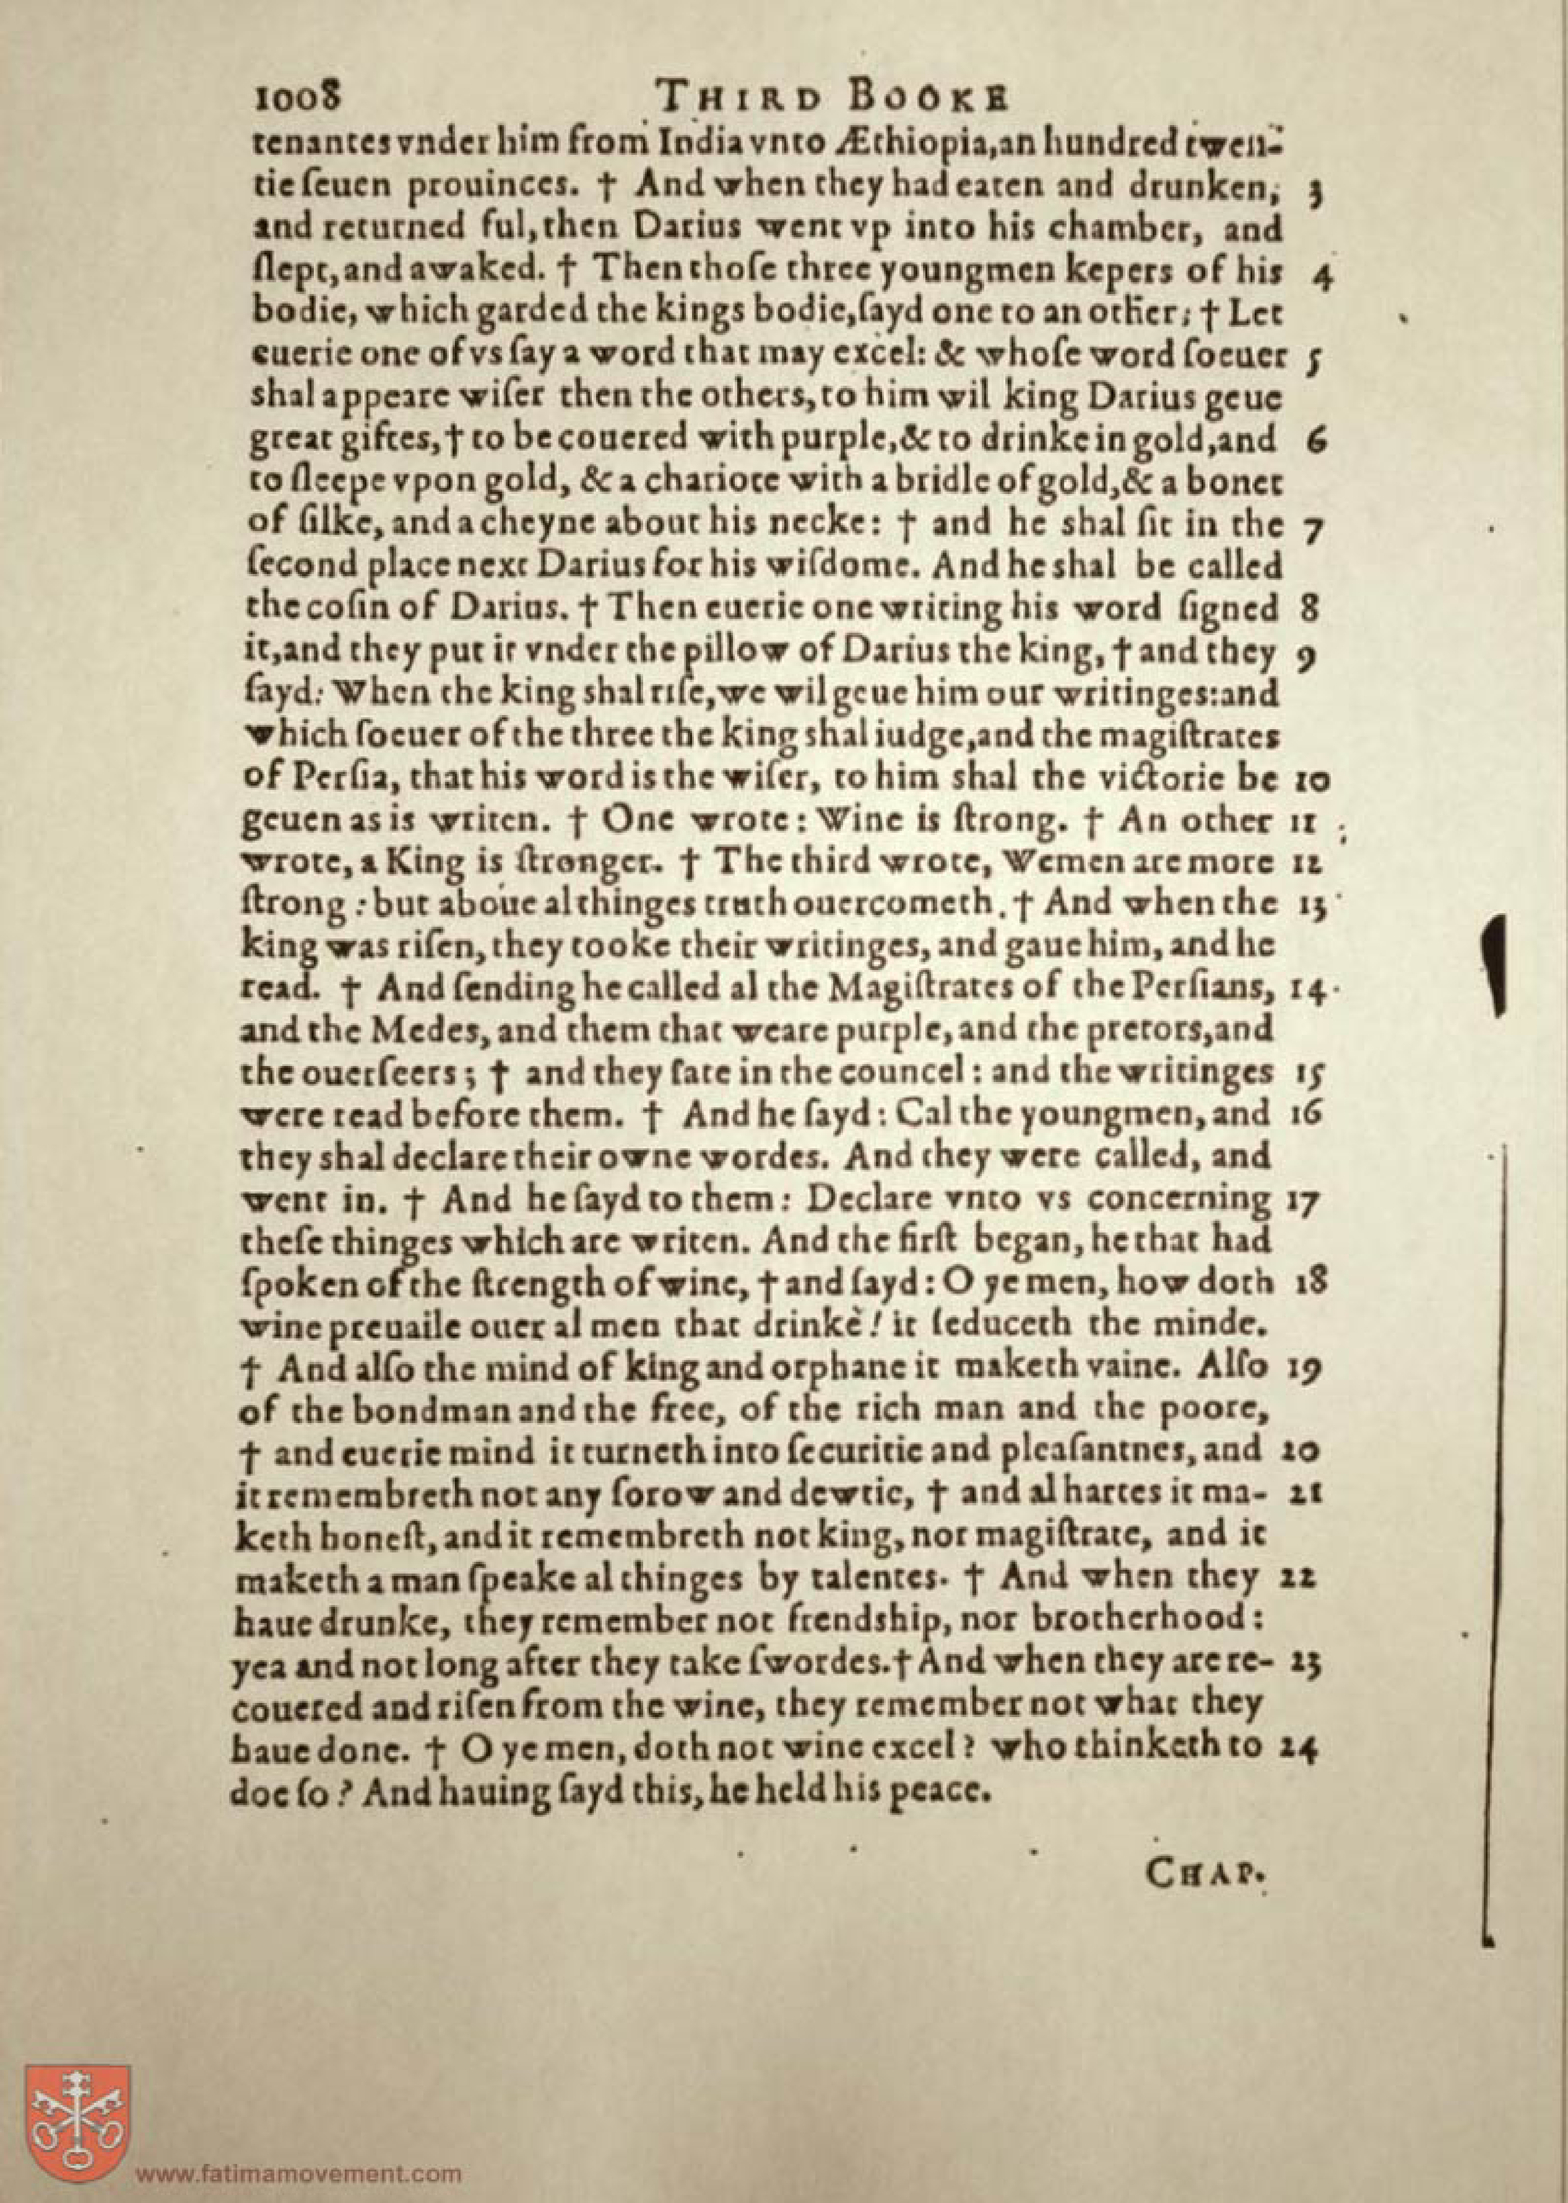 1008 THIRD BOOKE
tenantes vnder him from India vnto Æthiopia, an hundred twen-
tie ſeuen prouinces. † And when they had eaten and drunken, 3
and returned ful, then Darius went vp into his chamber, and
ſlept, and awaked. † Then thoſe three youngmen kepers of his 4
bodie, which garded the kings bodie, ſayd one to an other; † Let
euerie one of vs ſay a word that may excel: & whoſe word ſoeuer 5
shal appeare wiſer then the others, to him wil king Darius geue
great giftes, † to be couered with purple, & to drinke in gold, and 6
to ſleepe vpon gold, & a chariote with a bridle of gold, & a bonet
of ſilke, and a cheyne about his necke: † and he shal ſit in the 7
ſecond place next Darius for his wiſdome. And he shal be called
the coſin of Darius. † Then euerie one writing his word ſigned 8
it, and they put it vnder the pillow of Darius the king, † and they 9
ſayd: When the king shal riſe, we wil geue him our writinges: and
which ſoeuer of the three the king shal iudge, and the magiſtrates
of Perſia, that his word is the wiſer, to him shal the victorie be 10
geuen as is writen. † One wrote: Wine is ſtrong. † An other 11
wrote, a King is ſtronger. † The third wrote, Wemen are more 12
ſtrong: but aboue al thinges truth ouercometh. † And when the 13
king was riſen, they tooke their writinges, and gaue him, and he
read. † And ſending he called al the Magiſtrates of the Perſians, 14
and the Medes, and them that weare purple, and the pretors, and
the ouerſeers; † and they ſate in the councel: and the writinges 15
were read before them. † And he ſayd: Cal the youngmen, and 16
they shal declare their owne wordes. And they were called, and
went in. † And he ſayd to them: Declare vnto vs concerning 17
theſe thinges which are writen. And the firſt began, he that had
ſpoken of the ſtrength of wine, † and ſayd: O ye men, how doth 18
wine preuaile ouer al men that drinke! it ſeduceth the minde.
† And alſo the mind of king and orphane it maketh vaine. Alſo 19
of the bondman and the free, of the rich man and the poore,
† and euerie mind it turneth into ſecuritie and pleaſantnes, and 20
it remembreth not any ſorow and dewtie, † and al hartes it ma- 21
keth honeſt, and it remembreth not king, nor magiſtrate, and it
maketh a man ſpeake al thinges by talentes. † And when they 22
haue drunke, they remember not frendship, nor brotherhood:
yea and not long after they take ſwordes. † And when they are re- 23
couered and riſen from the wine, they remember not what they
haue done. † O ye men, doth not wine excel? who thinketh to 24
doe ſo? And hauing ſayd this, he held his peace.
CHAP.
www.fatimamovement.com